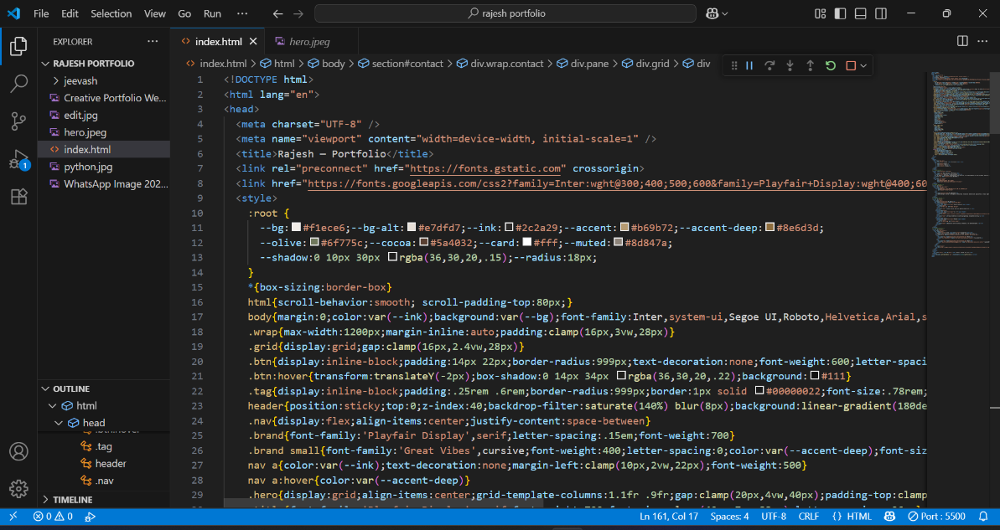 File Edit Selection View Go Run ··· rajesh portfolio
EXPLORER ···
RAJESH PORTFOLIO
jeevash
Creative Portfolio We...
edit.jpg
hero.jpeg
index.html
python.jpg
WhatsApp Image 202...
OUTLINE
html
head
.tag
header
.nav
TIMELINE
index.html hero.jpeg
index.html > html > body > section#contact > div.wrap.contact > div.pane > div.grid > div
1 <!DOCTYPE html>
2 <html lang="en">
3 <head>
4 <meta charset="UTF-8" />
5 <meta name="viewport" content="width=device-width, initial-scale=1" />
6 <title>Rajesh — Portfolio</title>
7 <link rel="preconnect" href="https://fonts.gstatic.com" crossorigin>
8 <link href="https://fonts.googleapis.com/css2?family=Inter:wght@300;400;500;600&family=Playfair+Display:wght@400;60
9 <style>
10 :root {
11 --bg:#f1ece6;--bg-alt:#e7dfd7;--ink:#2c2a29;--accent:#b69b72;--accent-deep:#8e6d3d;
12 --olive:#6f775c;--cocoa:#5a4032;--card:#fff;--muted:#8d847a;
13 --shadow:0 10px 30px rgba(36,30,20,.15);--radius:18px;
14 }
15 *{box-sizing:border-box}
16 html{scroll-behavior:smooth; scroll-padding-top:80px;}
17 body{margin:0;color:var(--ink);background:var(--bg);font-family:Inter,system-ui,Segoe UI,Roboto,Helvetica,Arial,s
18 .wrap{max-width:1200px;margin-inline:auto;padding:clamp(16px,3vw,28px)}
19 .grid{display:grid;gap:clamp(16px,2.4vw,28px)}
20 .btn{display:inline-block;padding:14px 22px;border-radius:999px;text-decoration:none;font-weight:600;letter-spaci
21 .btn:hover{transform:translateY(-2px);box-shadow:0 14px 34px rgba(36,30,20,.22);background:#111}
22 .tag{display:inline-block;padding:.25rem .6rem;border-radius:999px;border:1px solid #00000022;font-size:.78rem;
23 header{position:sticky;top:0;z-index:40;backdrop-filter:saturate(140%) blur(8px);background:linear-gradient(180de
24 .nav{display:flex;align-items:center;justify-content:space-between}
25 .brand{font-family:'Playfair Display',serif;letter-spacing:.15em;font-weight:700}
26 .brand small{font-family:'Great Vibes',cursive;font-weight:400;letter-spacing:0;color:var(--accent-deep);font-siz
27 nav a{color:var(--ink);text-decoration:none;margin-left:clamp(10px,2vw,22px);font-weight:500}
28 nav a:hover{color:var(--accent-deep)}
29 .hero{display:grid;align-items:center;grid-template-columns:1.1fr .9fr;gap:clamp(20px,4vw,40px);padding-top:clamp
0 0 Ln 161, Col 17 Spaces: 4 UTF-8 CRLF {} HTML Port : 5500